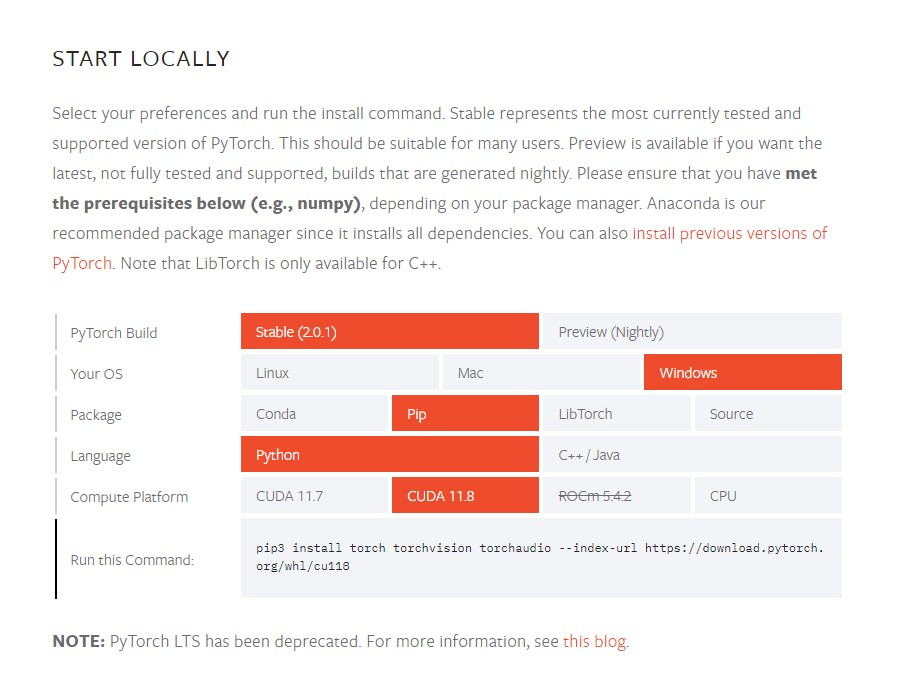 START LOCALLY
Select your preferences and run the install command. Stable represents the most currently tested and
supported version of PyTorch. This should be suitable for many users. Preview is available if you want the
latest, not fully tested and supported, builds that are generated nightly. Please ensure that you have met
the prerequisites below (e.g., numpy), depending on your package manager. Anaconda is our
recommended package manager since it installs all dependencies. You can also install previous versions of
PyTorch. Note that LibTorch is only available for C++.
PyTorch Build Stable (2.0.1) Preview (Nightly)
Your OS Linux Mac Windows
Package Conda Pip LibTorch Source
Language Python C++ / Java
Compute Platform CUDA 11.7 CUDA 11.8 ROCm 5.4.2 CPU
Run this Command: pip3 install torch torchvision torchaudio --index-url https://download.pytorch.
org/whl/cu118
NOTE: PyTorch LTS has been deprecated. For more information, see this blog.